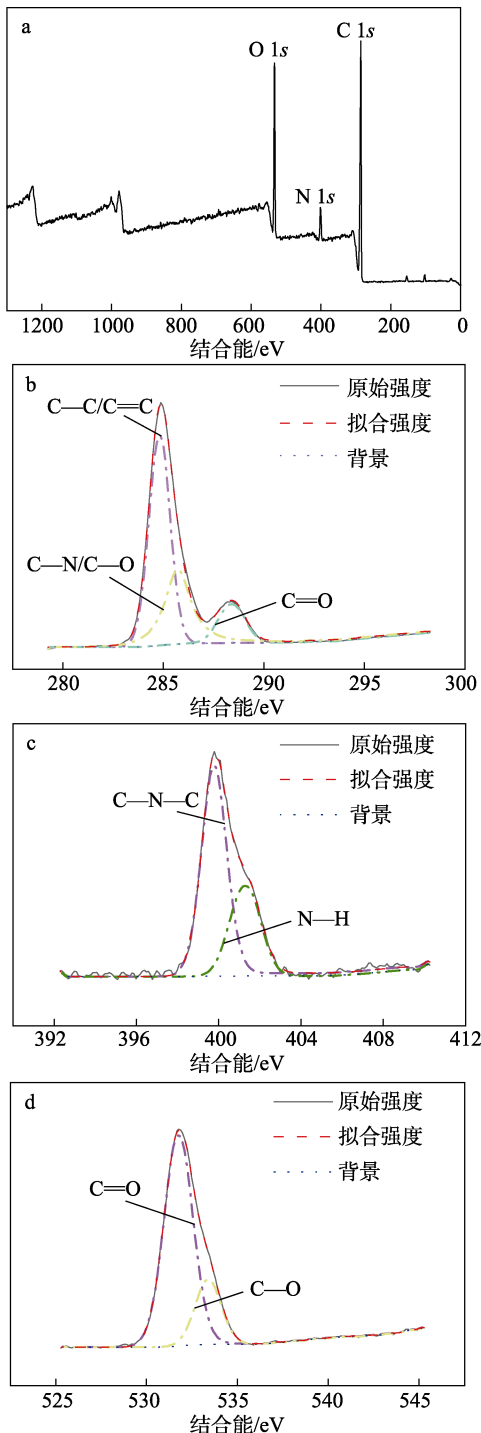 a
C 1s
O 1s
N 1s
1200 1000 800 600 400 200 0
结合能/eV
b
原始强度
C—C/C=C
拟合强度
背景
C—N/C—O
C=O
280 285 290 295 300
结合能/eV
c
原始强度
拟合强度
C—N—C
背景
N—H
392 396 400 404 408 412
结合能/eV
d
原始强度
拟合强度
C=O
背景
C—O
525 530 535 540 545
结合能/eV